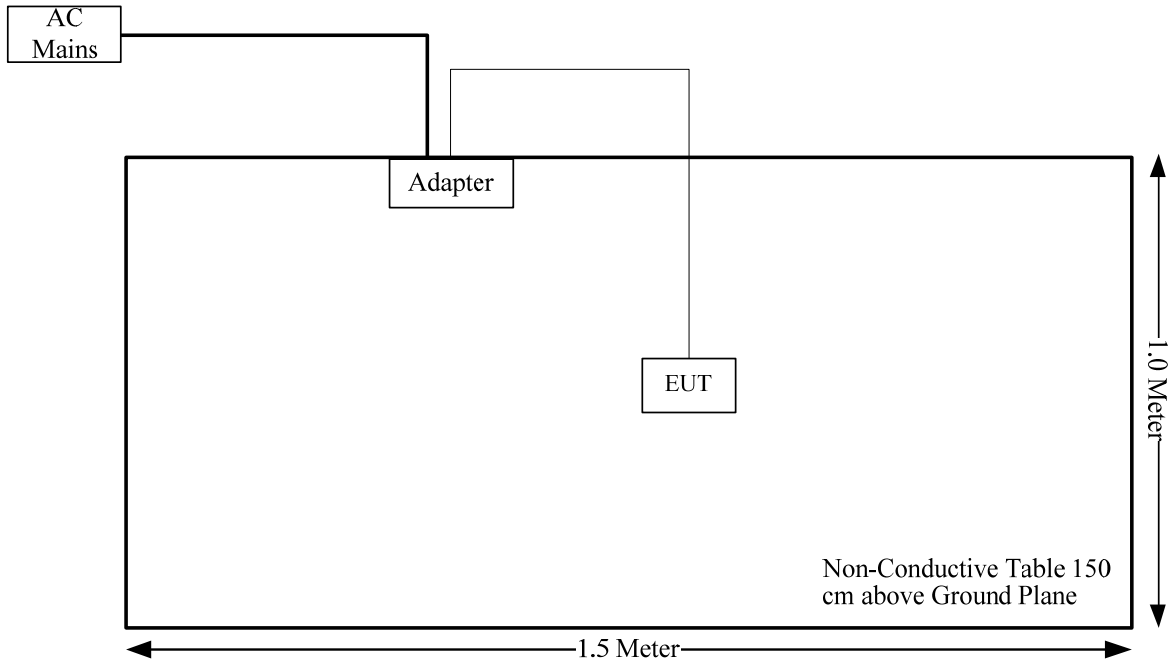 AC
Mains
Adapter
EUT
1.0 Meter
Non-Conductive Table 150
cm above Ground Plane
1.5 Meter